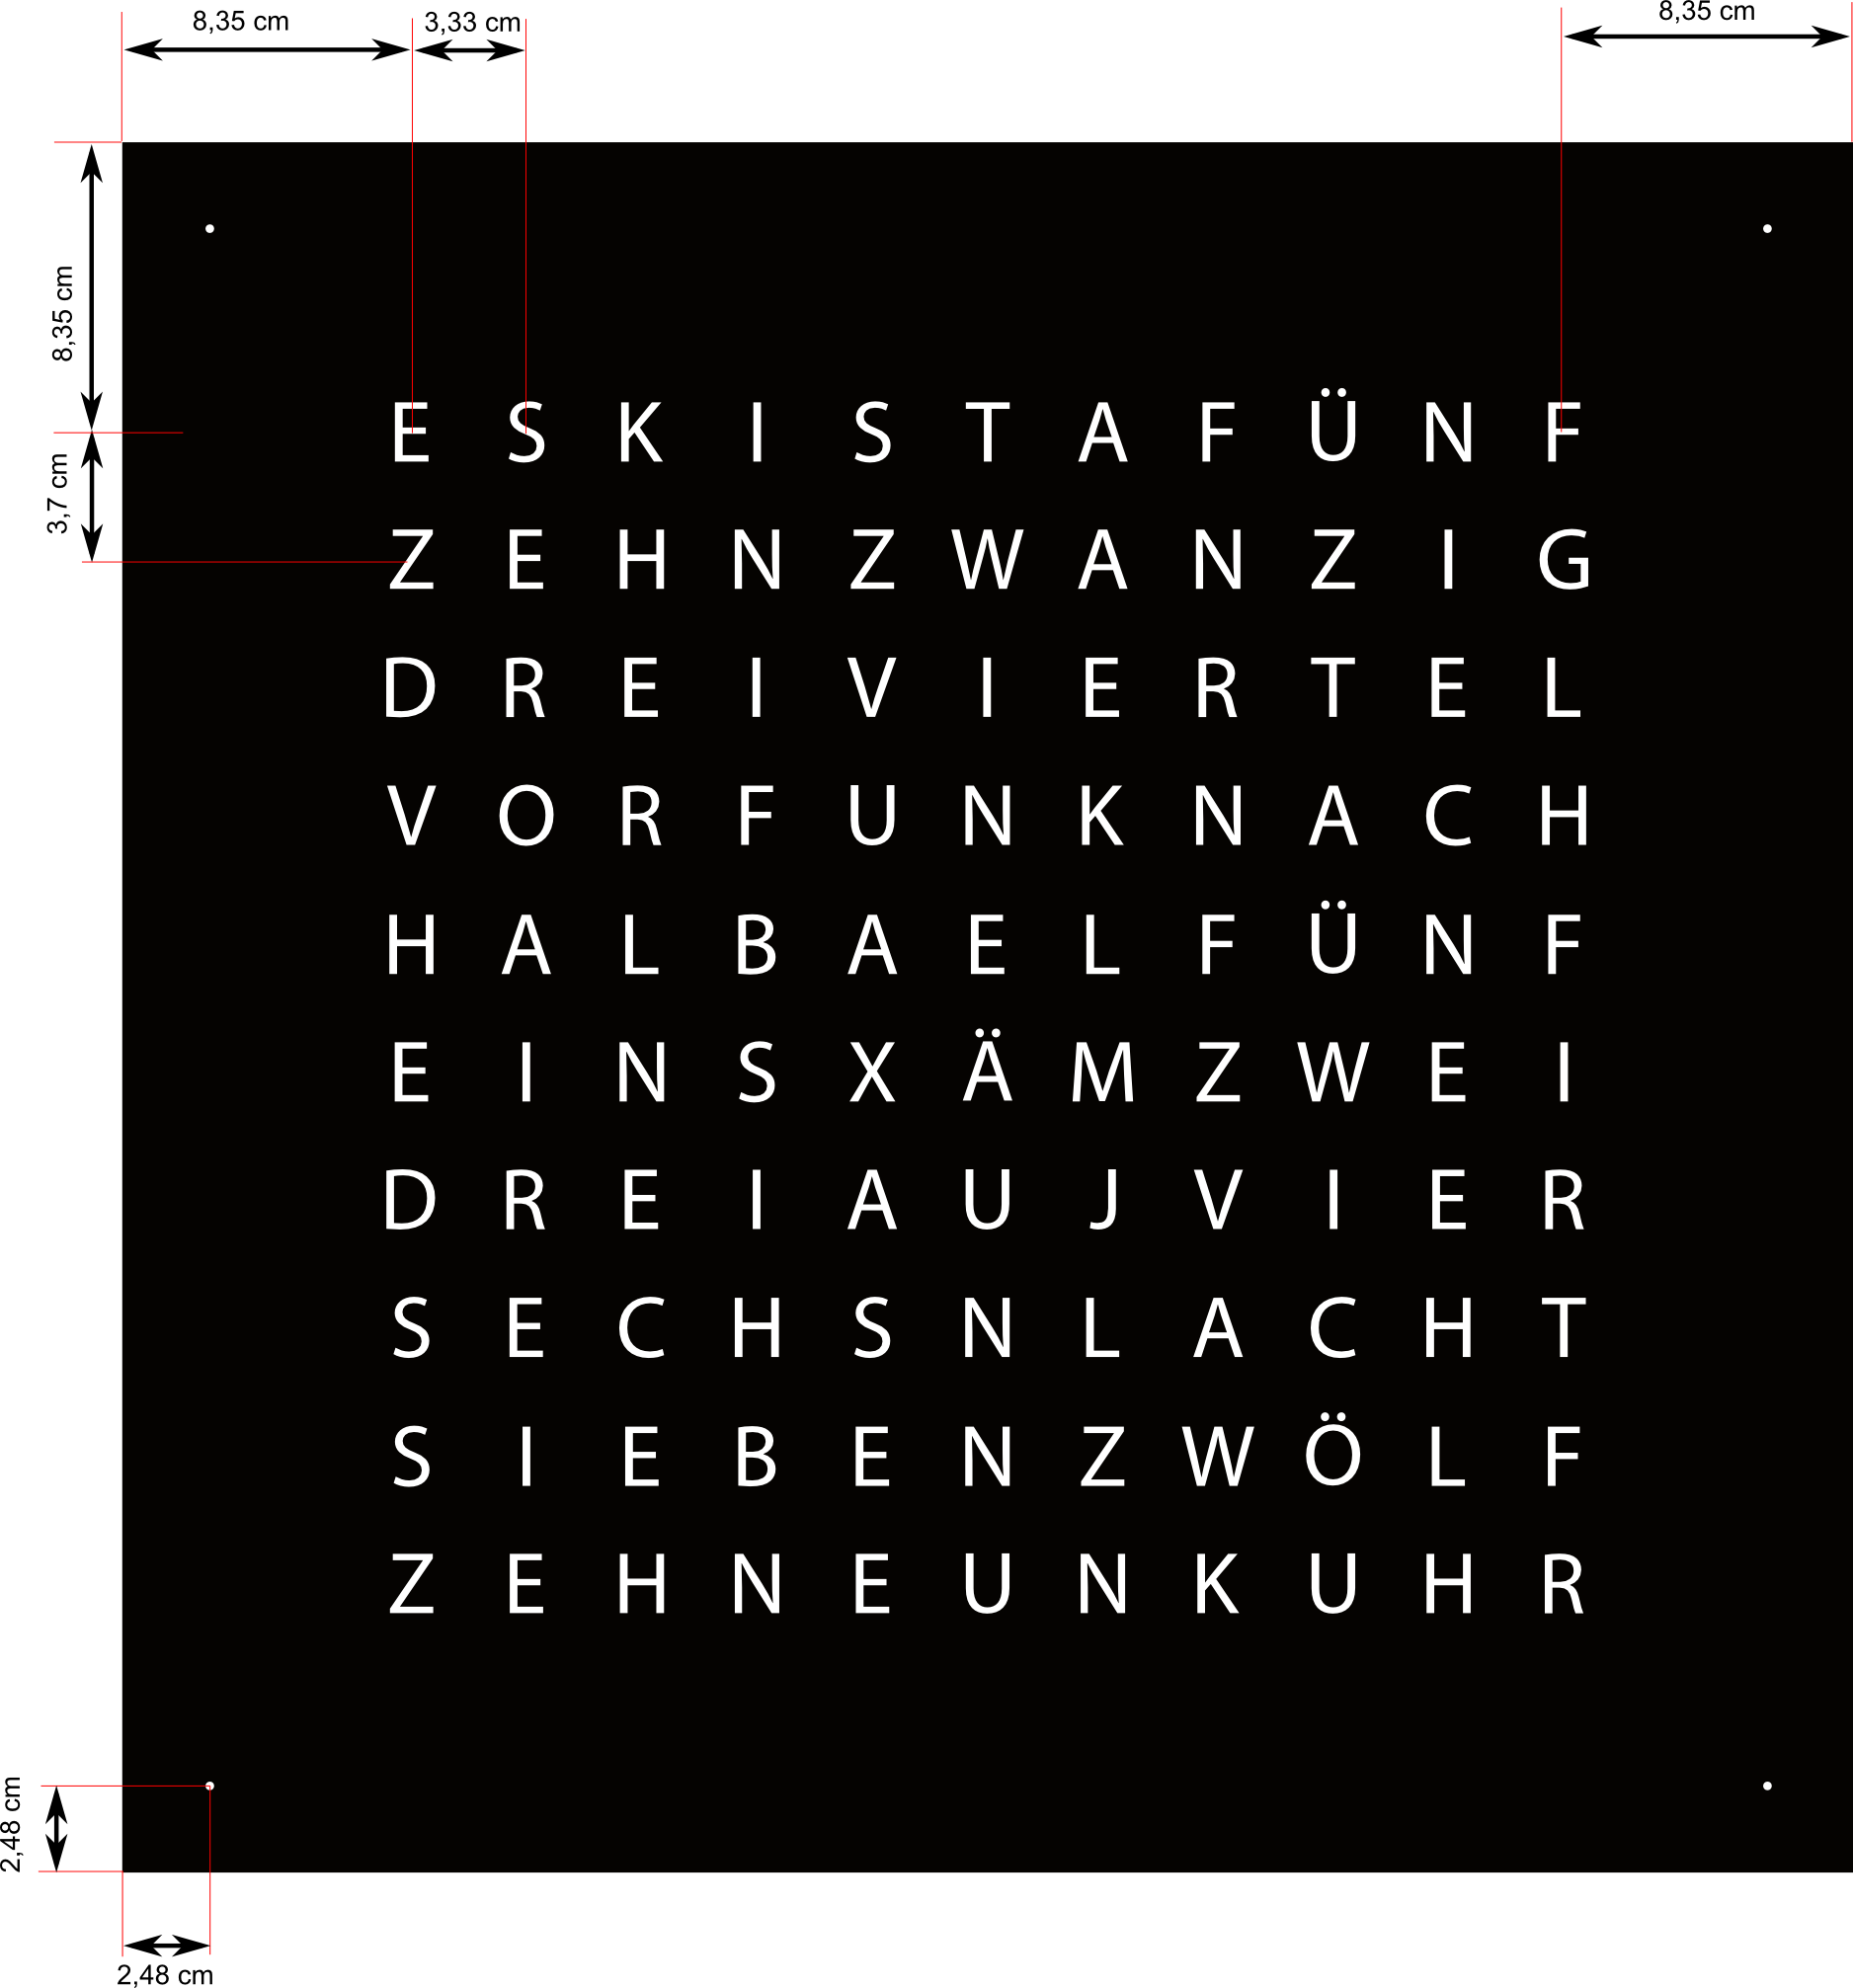 8,35 cm
3,33 cm
8,35 cm
8,35 cm
3,7 cm
E S K I S T A F Ü N F
Z E H N Z W A N Z I G
D R E I V I E R T E L
V O R F U N K N A C H
H A L B A E L F Ü N F
E I N S X Ä M Z W E I
D R E I A U J V I E R
S E C H S N L A C H T
S I E B E N Z W Ö L F
Z E H N E U N K U H R
2,48 cm
2,48 cm